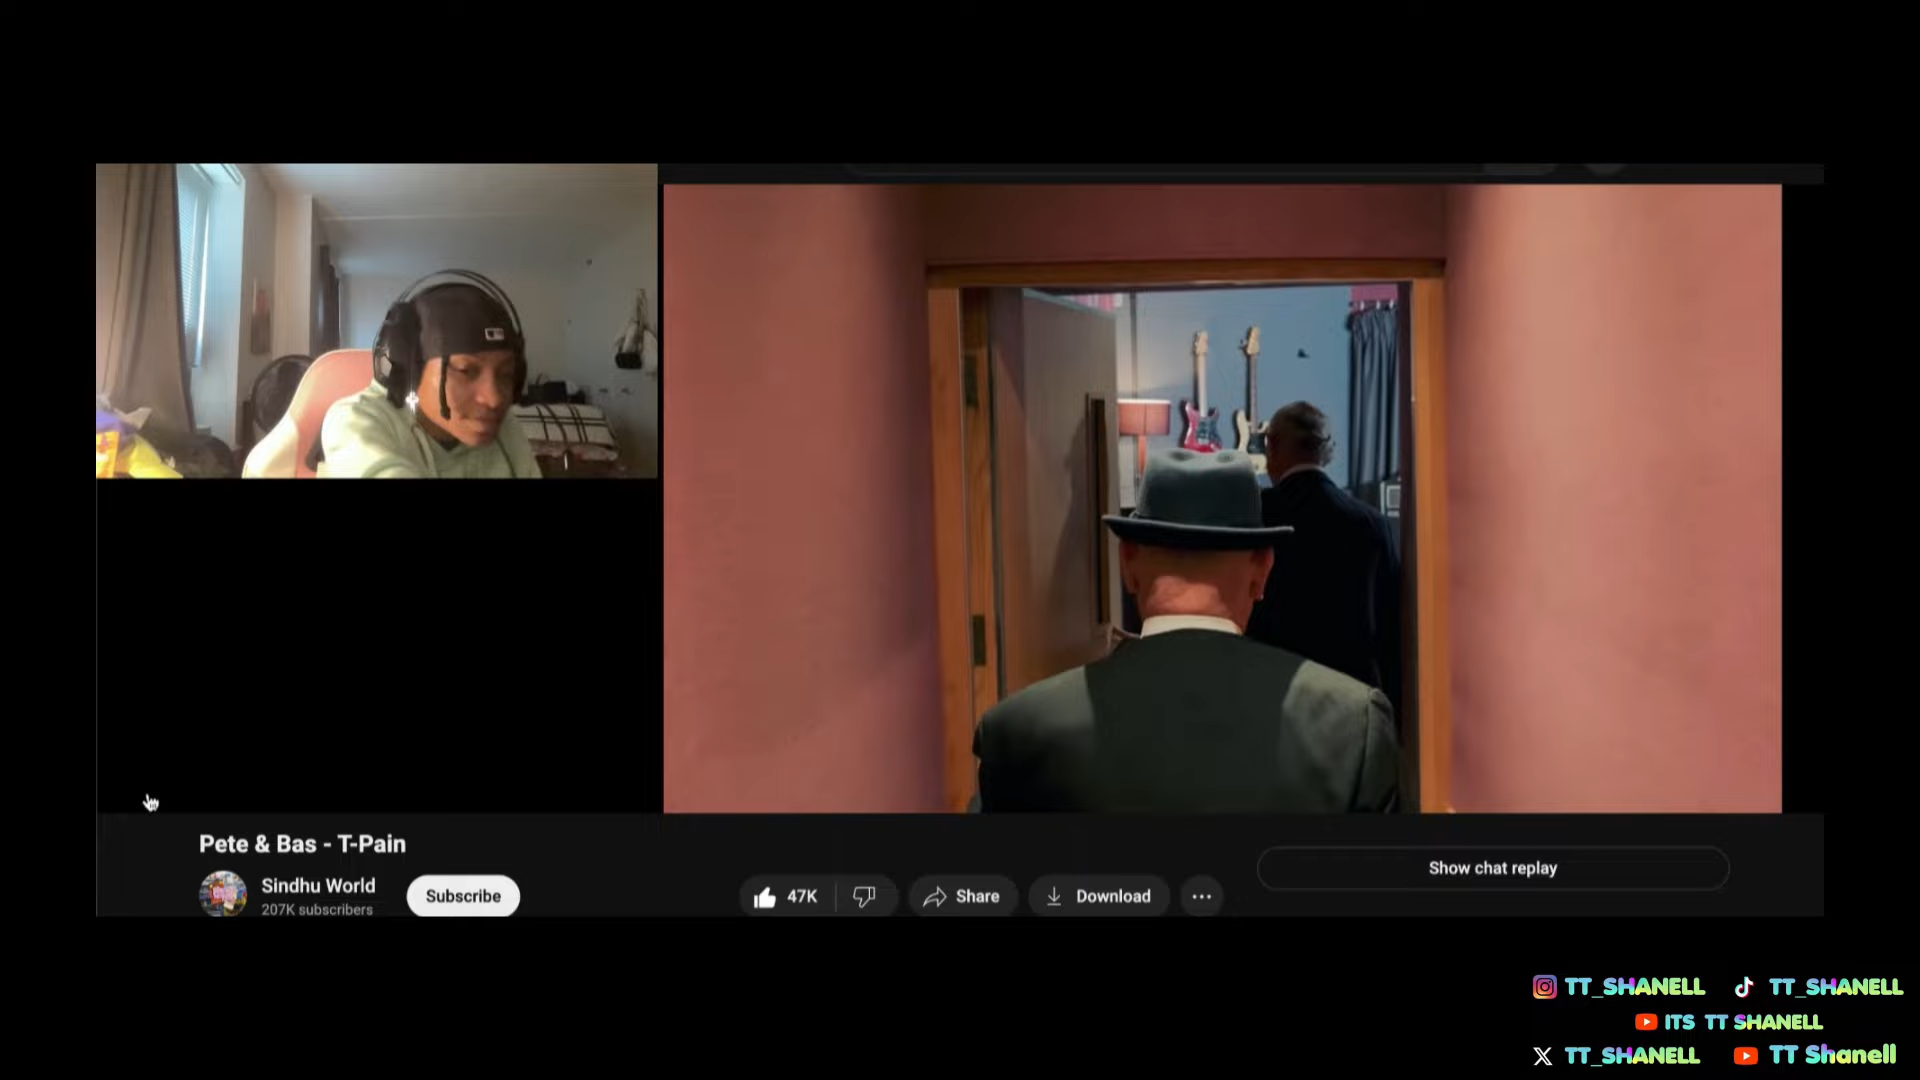 Pete & Bas - T-Pain
Sindhu World
207K subscribers
Subscribe
47K
Share
Download
Show chat replay
TT_SHANELL
TT_SHANELL
ITS TT SHANELL
TT_SHANELL
TT Shanell